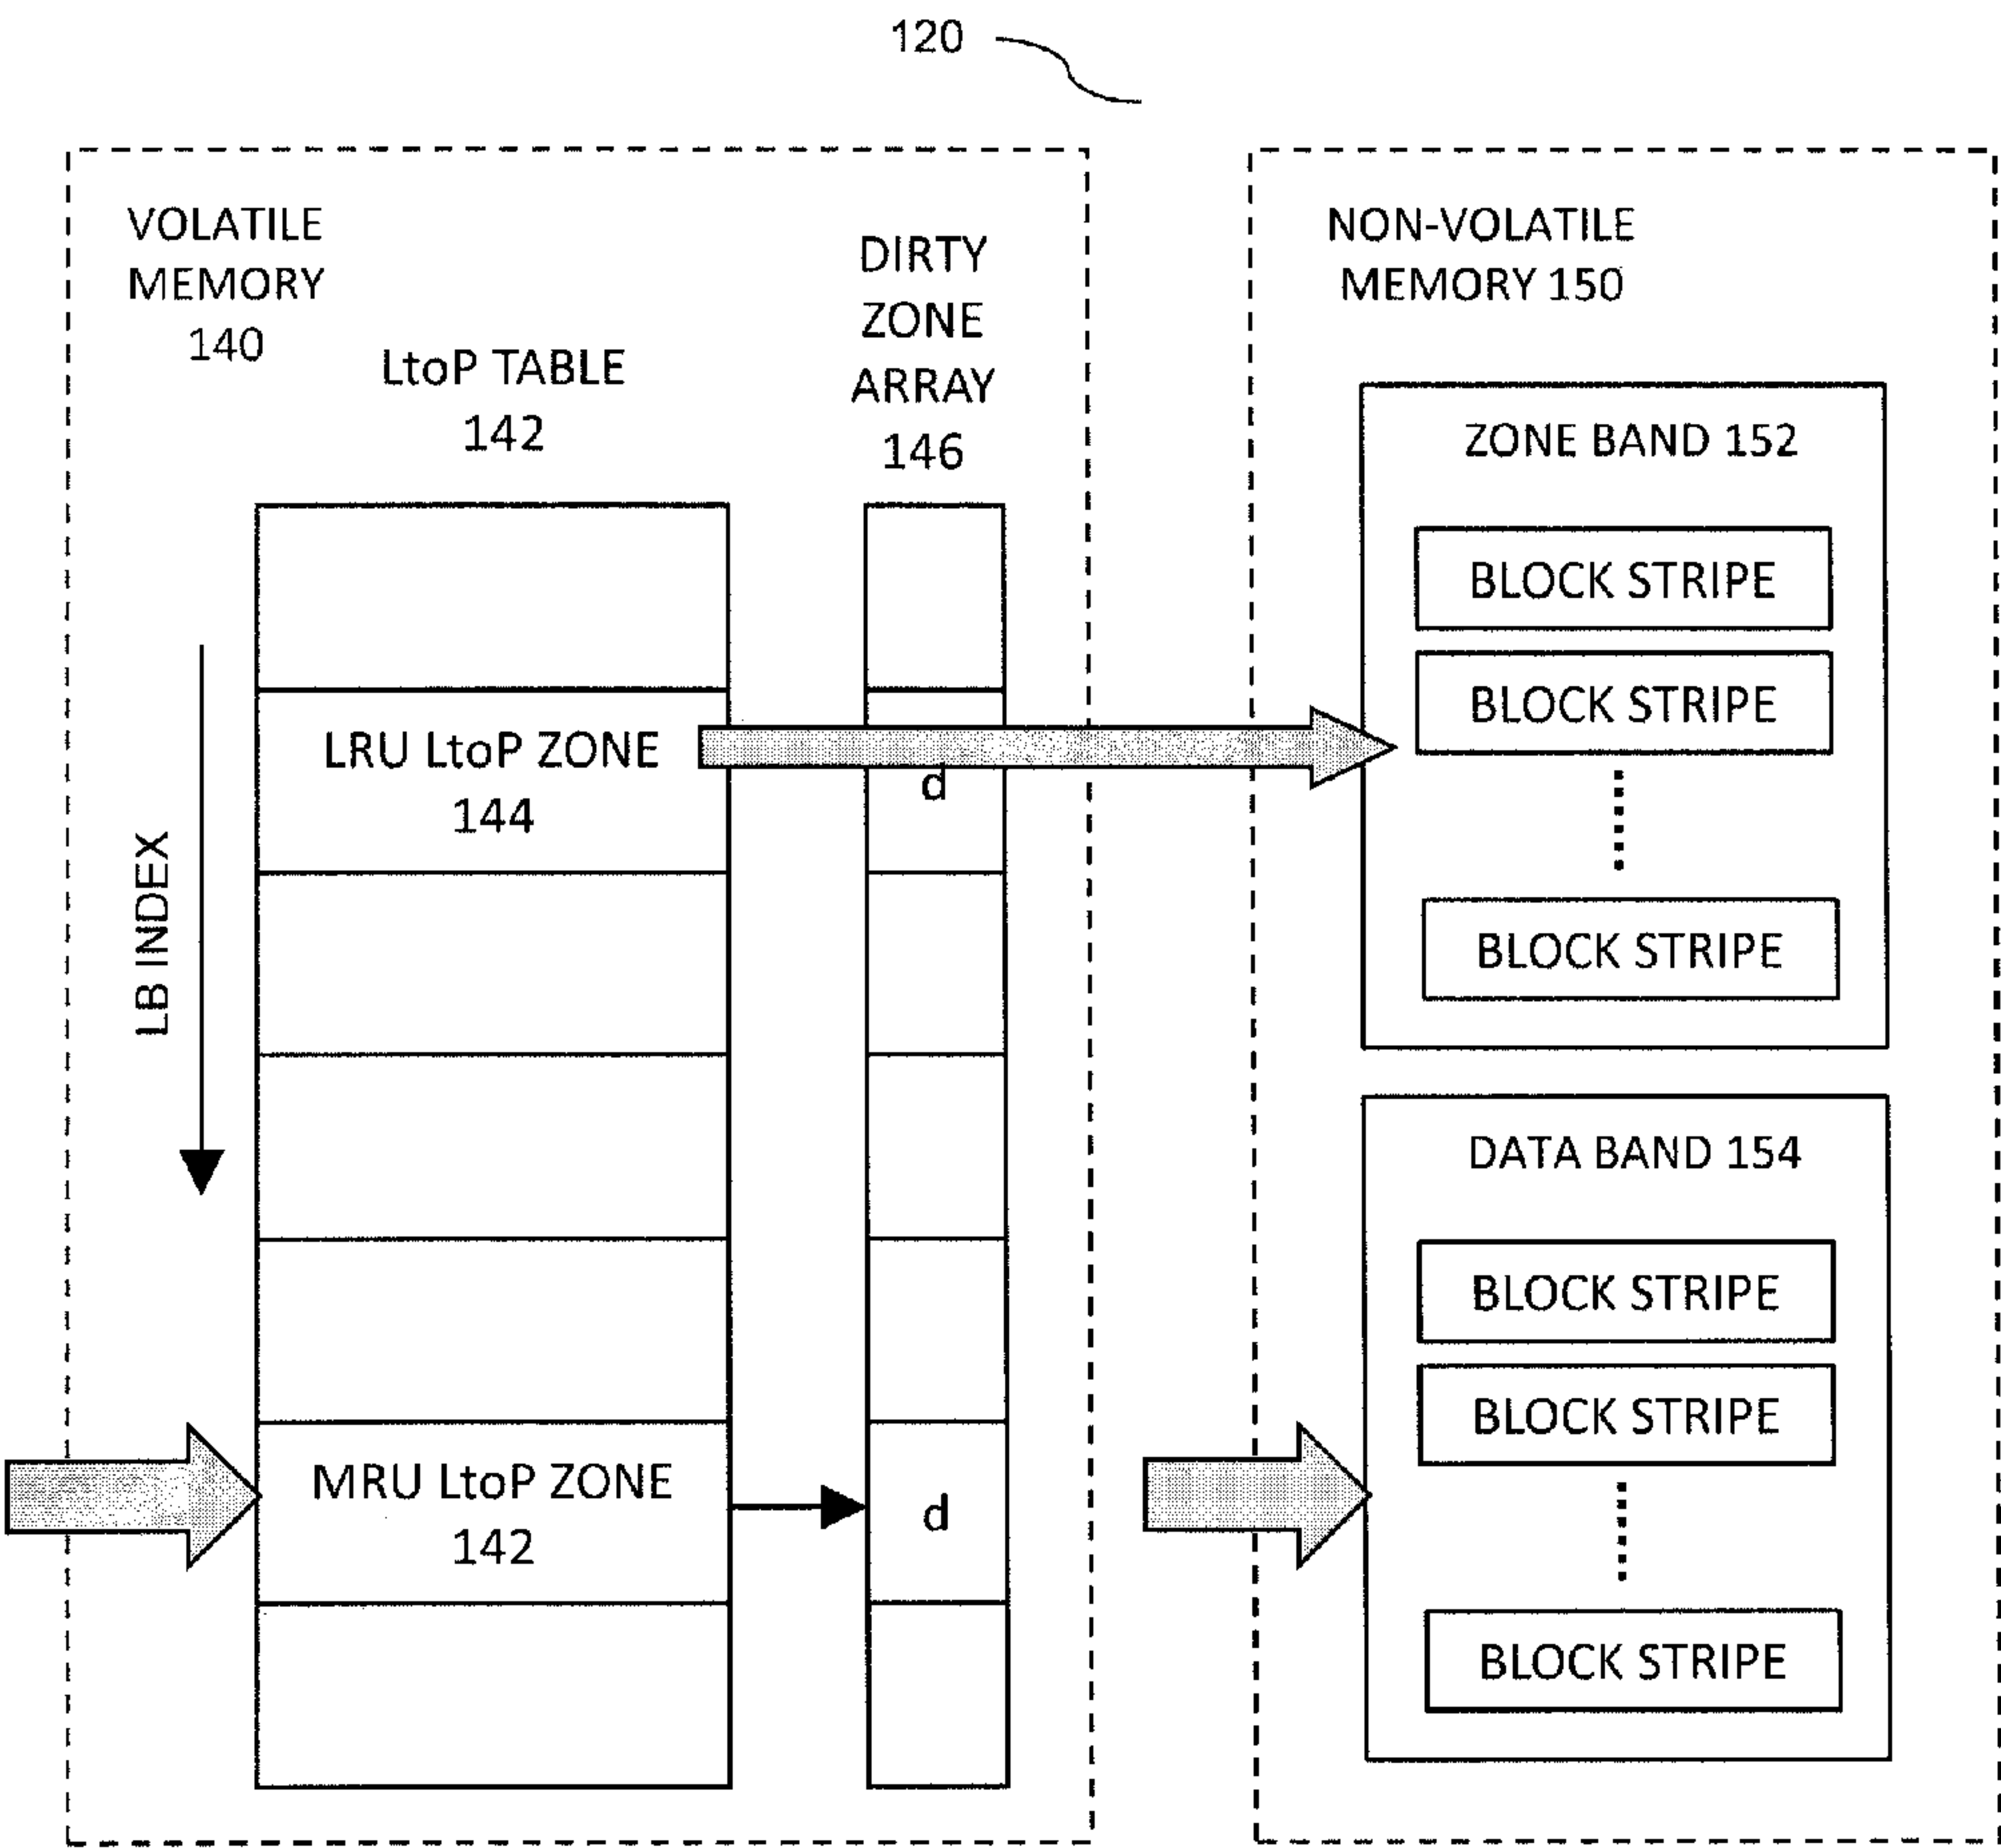 120
VOLATILE
MEMORY
140
LtoP TABLE
142
DIRTY
ZONE
ARRAY
146
LB INDEX
LRU LtoP ZONE
144
d
MRU LtoP ZONE
142
d
NON-VOLATILE
MEMORY 150
ZONE BAND 152
BLOCK STRIPE
BLOCK STRIPE
BLOCK STRIPE
DATA BAND 154
BLOCK STRIPE
BLOCK STRIPE
BLOCK STRIPE